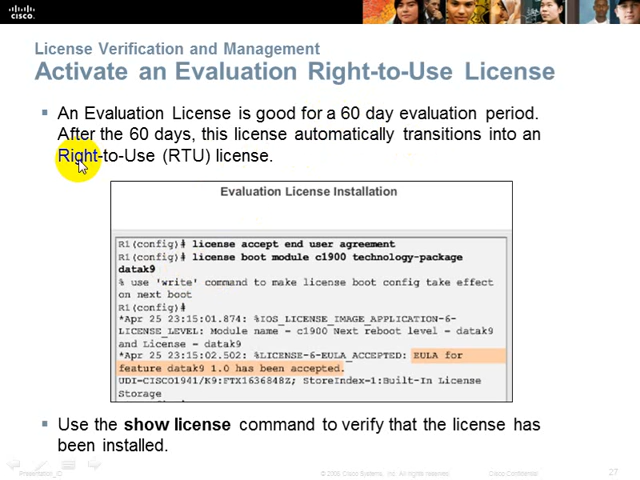 CISCO
License Verification and Management
Activate an Evaluation Right-to-Use License
An Evaluation License is good for a 60 day evaluation period.
After the 60 days, this license automatically transitions into an
Right-to-Use (RTU) license.
Evaluation License Installation
R1(config)# license accept end user agreement
R1(config)# license boot module c1900 technology-package
datak9
% use 'write' command to make license boot config take effect
on next boot
R1(config)#
*Apr 25 23:15:01.874: %IOS_LICENSE_IMAGE_APPLICATION-6-
LICENSE_LEVEL: Module name = c1900 Next reboot level = datak9
and License = datak9
*Apr 25 23:15:02.502: %LICENSE-6-EULA_ACCEPTED: EULA for
feature datak9 1.0 has been accepted.
UDI=CISCO1941/K9:FTX1636848Z; StoreIndex=1:Built-In License
Storage
Use the show license command to verify that the license has
been installed.
Presentation_ID
© 2008 Cisco Systems, Inc. All rights reserved.
Cisco Confidential
27